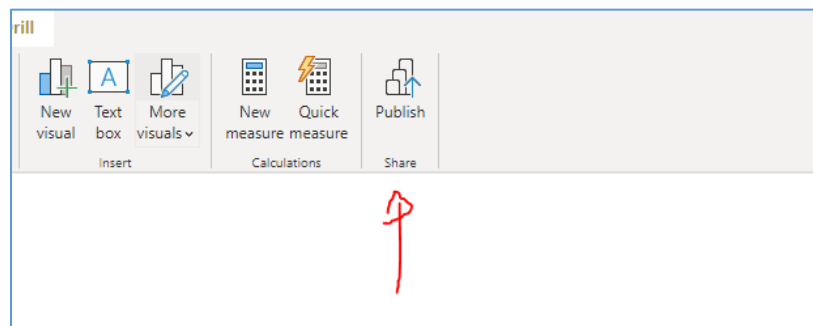 rill
New visual
Text box
More visuals
New measure
Quick measure
Publish
Insert
Calculations
Share